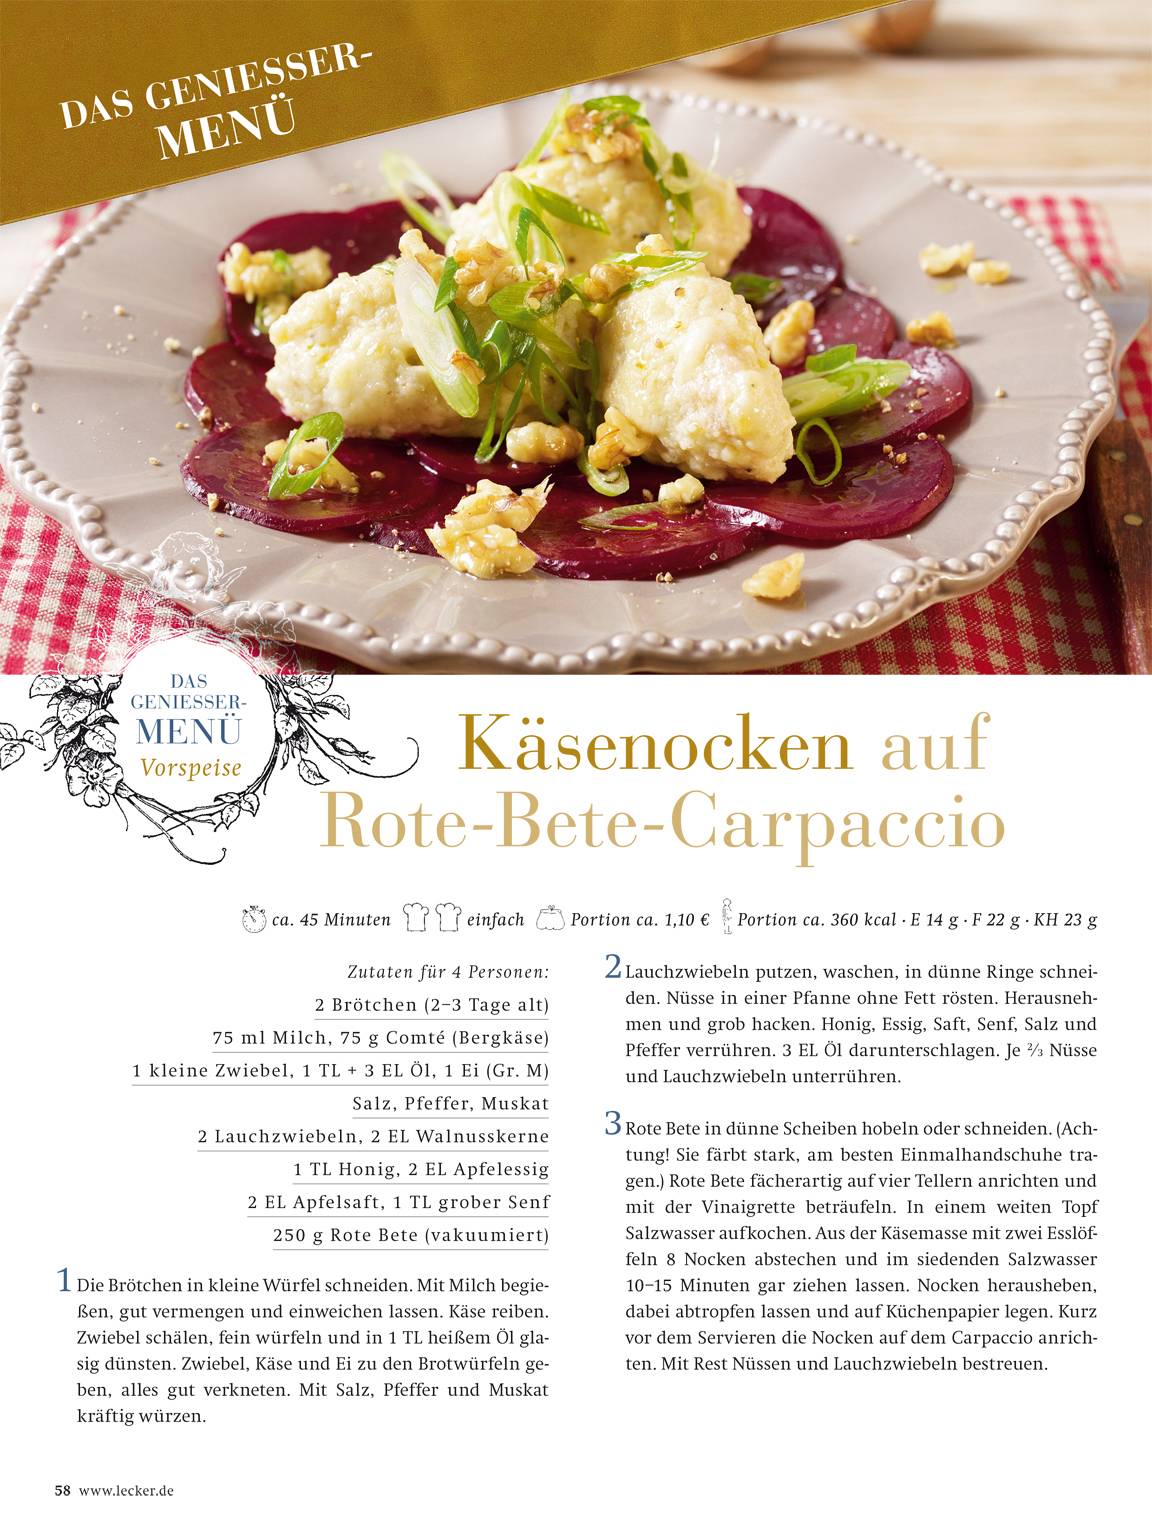 DAS GENIESSER-
MENÜ
DAS
GENIESSER-
MENÜ
Vorspeise
Käsenocken auf
Rote-Bete-Carpaccio
ca. 45 Minuten einfach Portion ca. 1,10 € Portion ca. 360 kcal · E 14 g · F 22 g · KH 23 g
Zutaten für 4 Personen:
2 Brötchen (2–3 Tage alt)
75 ml Milch, 75 g Comté (Bergkäse)
1 kleine Zwiebel, 1 TL + 3 EL Öl, 1 Ei (Gr. M)
Salz, Pfeffer, Muskat
2 Lauchzwiebeln, 2 EL Walnusskerne
1 TL Honig, 2 EL Apfelessig
2 EL Apfelsaft, 1 TL grober Senf
250 g Rote Bete (vakuumiert)
1 Die Brötchen in kleine Würfel schneiden. Mit Milch begie-
ßen, gut vermengen und einweichen lassen. Käse reiben.
Zwiebel schälen, fein würfeln und in 1 TL heißem Öl gla-
sig dünsten. Zwiebel, Käse und Ei zu den Brotwürfeln ge-
ben, alles gut verkneten. Mit Salz, Pfeffer und Muskat
kräftig würzen.
2 Lauchzwiebeln putzen, waschen, in dünne Ringe schnei-
den. Nüsse in einer Pfanne ohne Fett rösten. Herausneh-
men und grob hacken. Honig, Essig, Saft, Senf, Salz und
Pfeffer verrühren. 3 EL Öl darunterschlagen. Je ⅔ Nüsse
und Lauchzwiebeln unterrühren.
3 Rote Bete in dünne Scheiben hobeln oder schneiden. (Ach-
tung! Sie färbt stark, am besten Einmalhandschuhe tra-
gen.) Rote Bete fächerartig auf vier Tellern anrichten und
mit der Vinaigrette beträufeln. In einem weiten Topf
Salzwasser aufkochen. Aus der Käsemasse mit zwei Esslöf-
feln 8 Nocken abstechen und im siedenden Salzwasser
10–15 Minuten gar ziehen lassen. Nocken herausheben,
dabei abtropfen lassen und auf Küchenpapier legen. Kurz
vor dem Servieren die Nocken auf dem Carpaccio anrich-
ten. Mit Rest Nüssen und Lauchzwiebeln bestreuen.
58 www.lecker.de